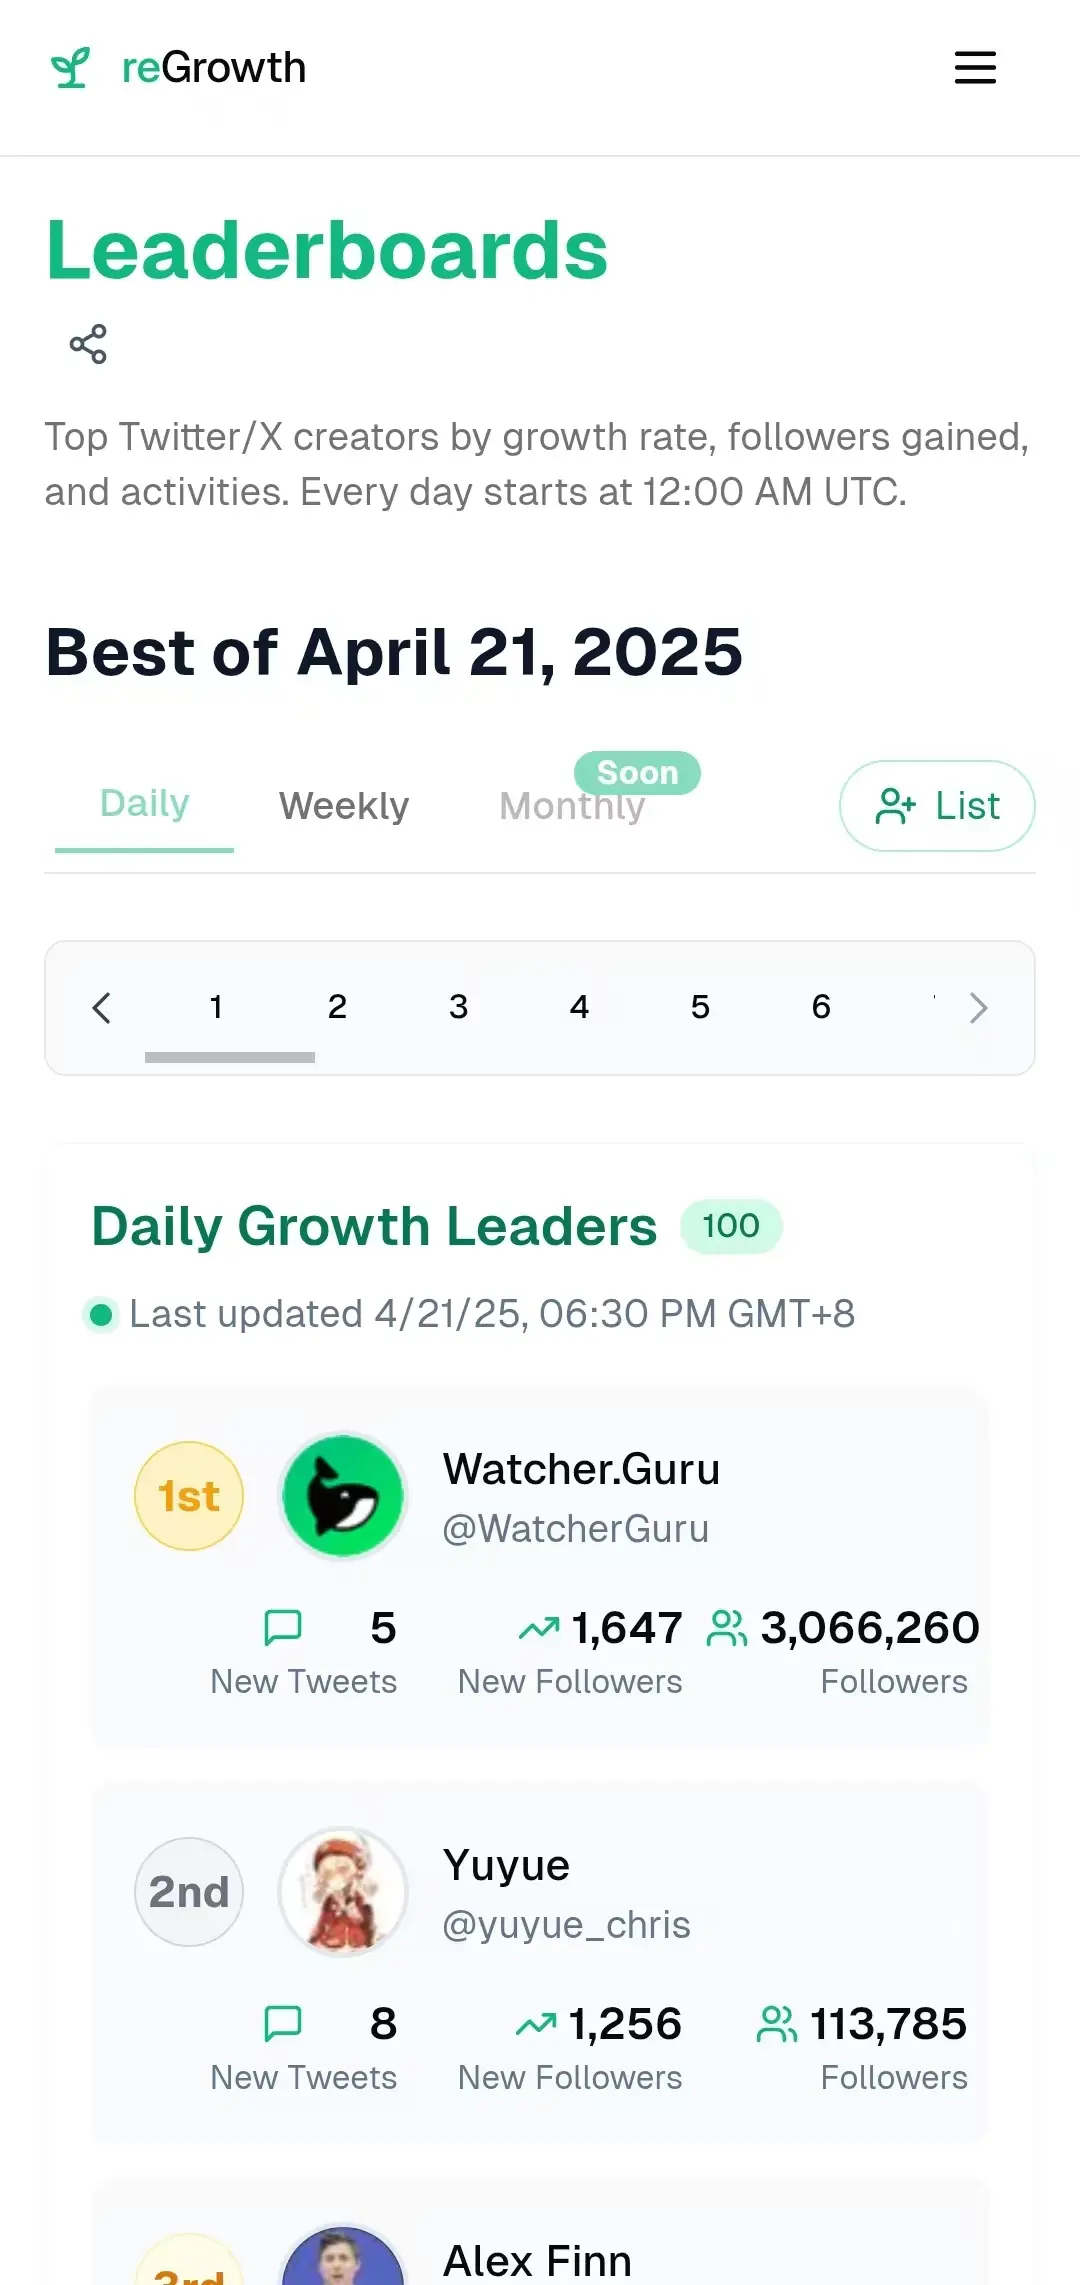 reGrowth
Leaderboards
Top Twitter/X creators by growth rate, followers gained,
and activities. Every day starts at 12:00 AM UTC.
Best of April 21, 2025
Daily
Weekly
Monthly
Soon
List
1 2 3 4 5 6
Daily Growth Leaders 100
Last updated 4/21/25, 06:30 PM GMT+8
1st
Watcher.Guru
@WatcherGuru
5 1,647 3,066,260
New Tweets New Followers Followers
2nd
Yuyue
@yuyue_chris
8 1,256 113,785
New Tweets New Followers Followers
3rd
Alex Finn